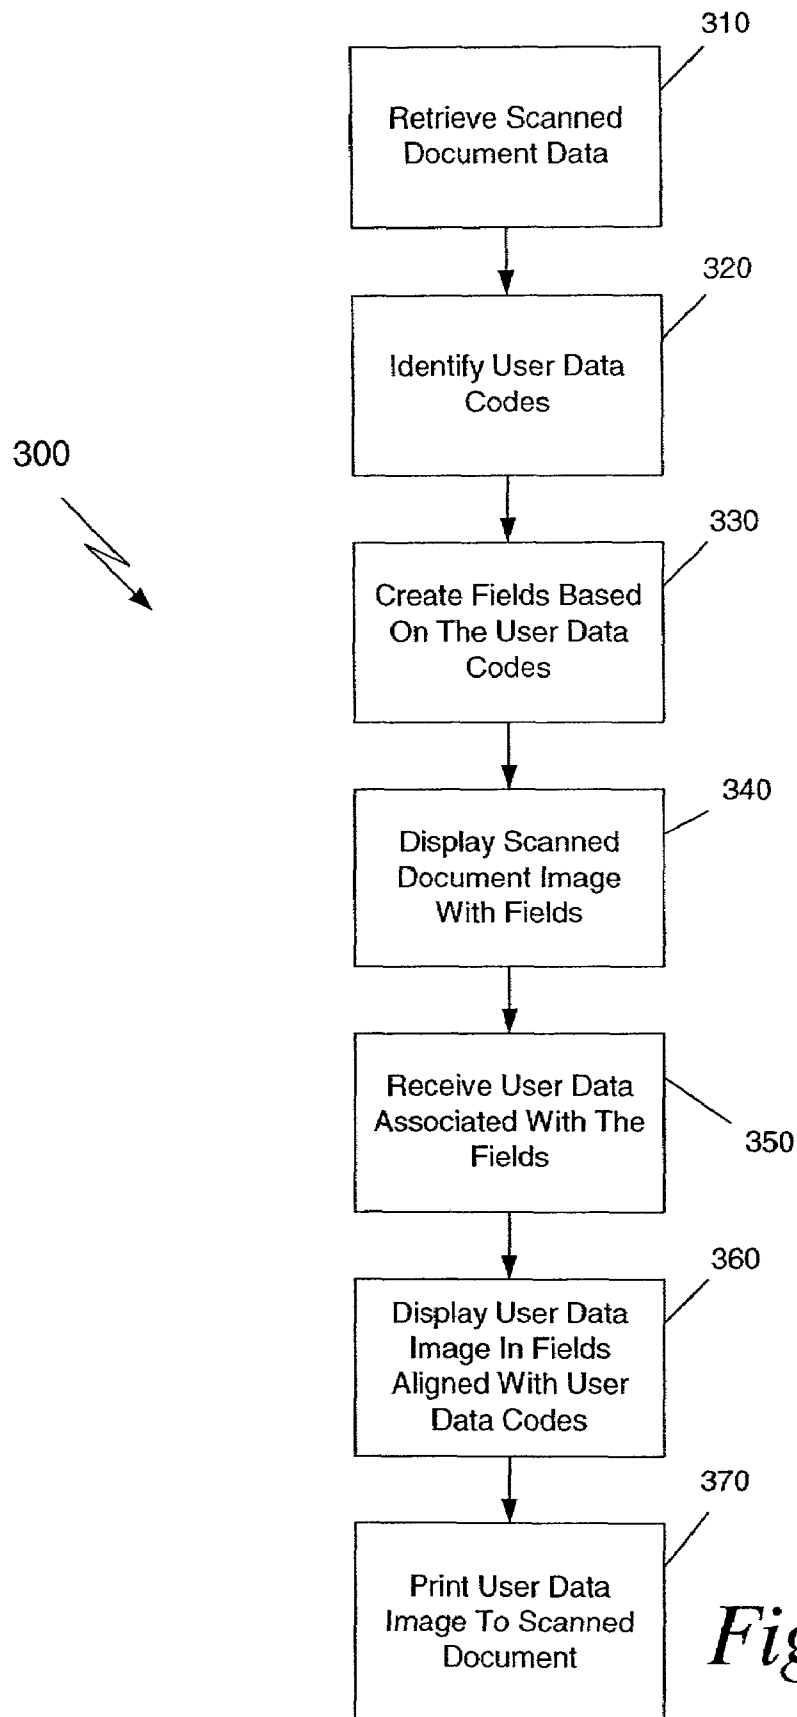 310
Retrieve Scanned
Document Data
320
Identify User Data
Codes
300
330
Create Fields Based
On The User Data
Codes
340
Display Scanned
Document Image
With Fields
Receive User Data
Associated With The
Fields
350
360
Display User Data
Image In Fields
Aligned With User
Data Codes
370
Print User Data
Image To Scanned
Document